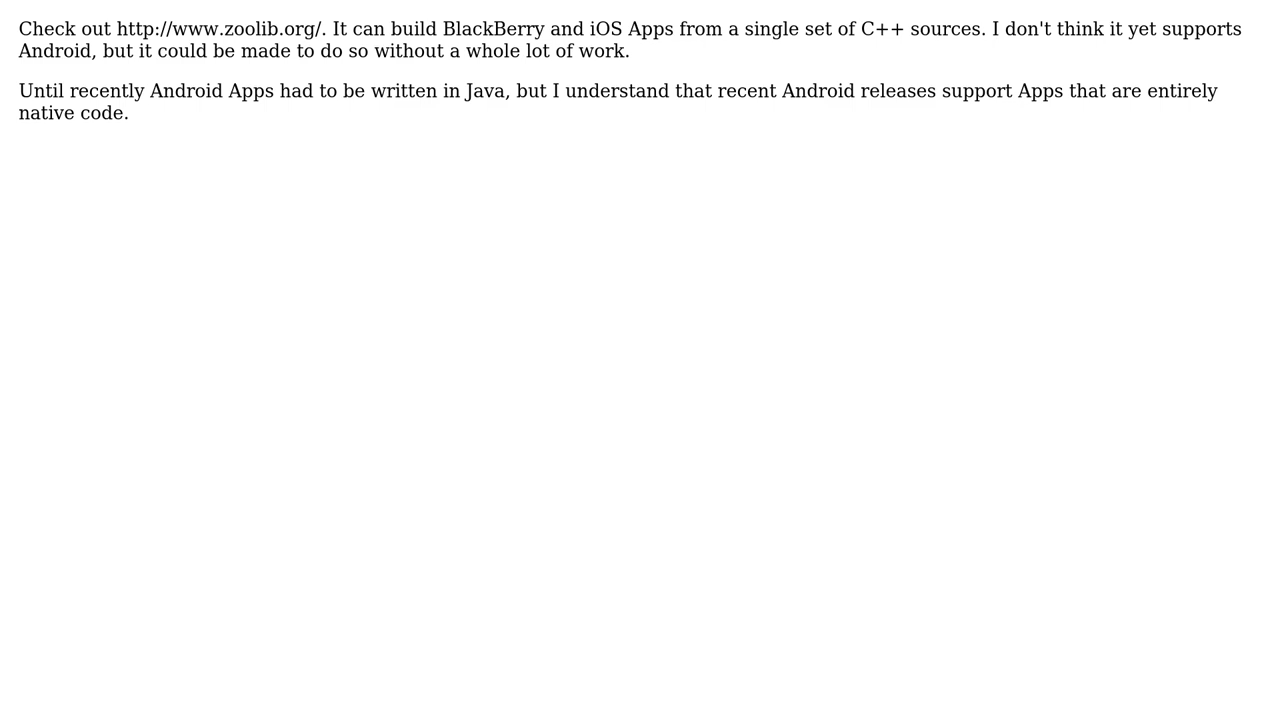 Check out http://www.zoolib.org/. It can build BlackBerry and iOS Apps from a single set of C++ sources. I don't think it yet supports
Android, but it could be made to do so without a whole lot of work.
Until recently Android Apps had to be written in Java, but I understand that recent Android releases support Apps that are entirely
native code.